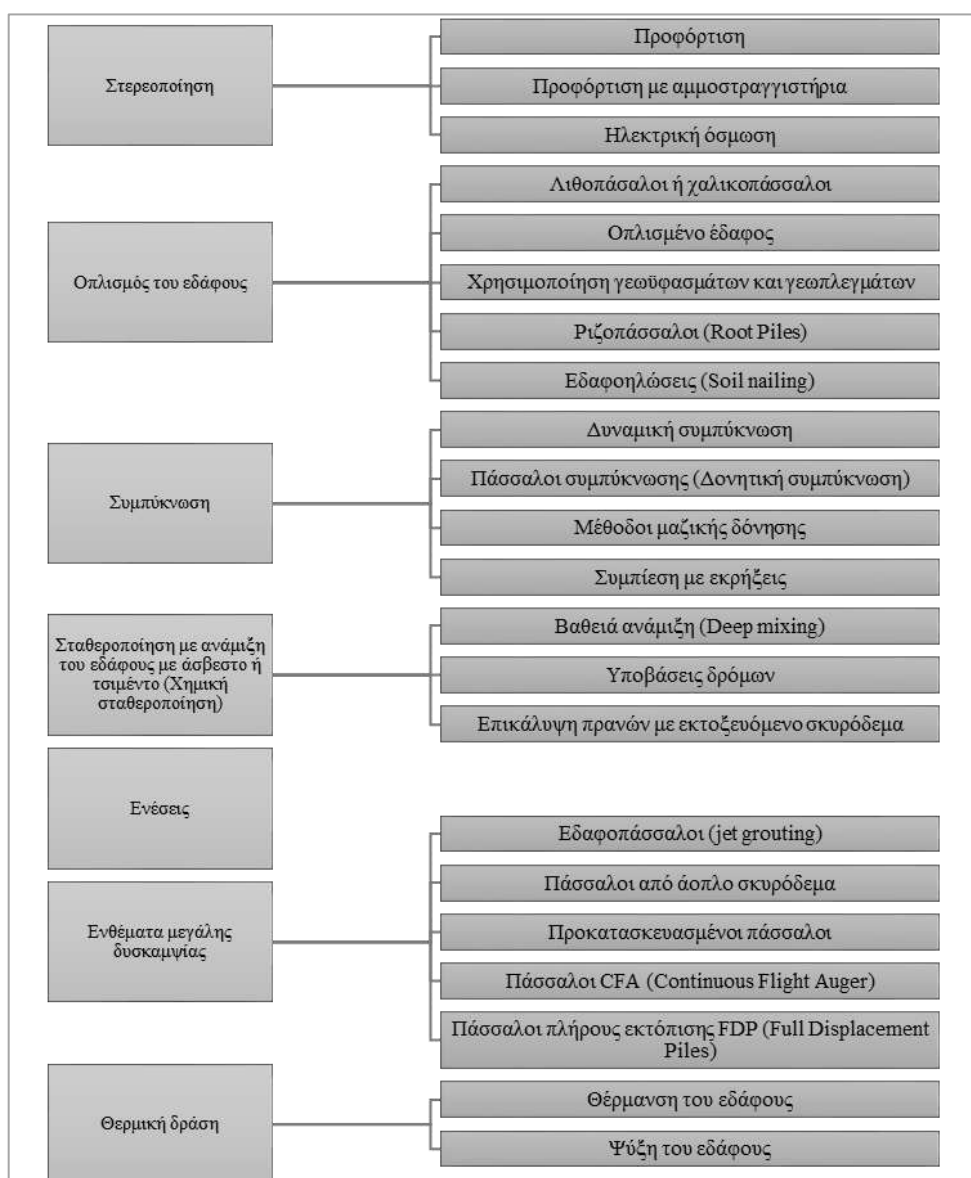 Στερεοποίηση
Προφόρτιση
Προφόρτιση με αμμοστραγγιστήρια
Ηλεκτρική όσμωση
Οπλισμός του εδάφους
Λιθοπάσαλοι ή χαλικοπάσσαλοι
Οπλισμένο έδαφος
Χρησιμοποίηση γεωϋφασμάτων και γεωπλεγμάτων
Ριζοπάσσαλοι (Root Piles)
Εδαφοηλώσεις (Soil nailing)
Συμπύκνωση
Δυναμική συμπύκνωση
Πάσσαλοι συμπύκνωσης (Δονητική συμπύκνωση)
Μέθοδοι μαζικής δόνησης
Συμπίεση με εκρήξεις
Σταθεροποίηση με ανάμιξη
του εδάφους με άσβεστο ή
τσιμέντο (Χημική
σταθεροποίηση)
Βαθειά ανάμιξη (Deep mixing)
Υποβάσεις δρόμων
Επικάλυψη πρανών με εκτοξευόμενο σκυρόδεμα
Ενέσεις
Ενθέματα μεγάλης
δυσκαμψίας
Εδαφοπάσσαλοι (jet grouting)
Πάσσαλοι από άοπλο σκυρόδεμα
Προκατασκευασμένοι πάσσαλοι
Πάσσαλοι CFA (Continuous Flight Auger)
Πάσσαλοι πλήρους εκτόπισης FDP (Full Displacement
Piles)
Θερμική δράση
Θέρμανση του εδάφους
Ψύξη του εδάφους